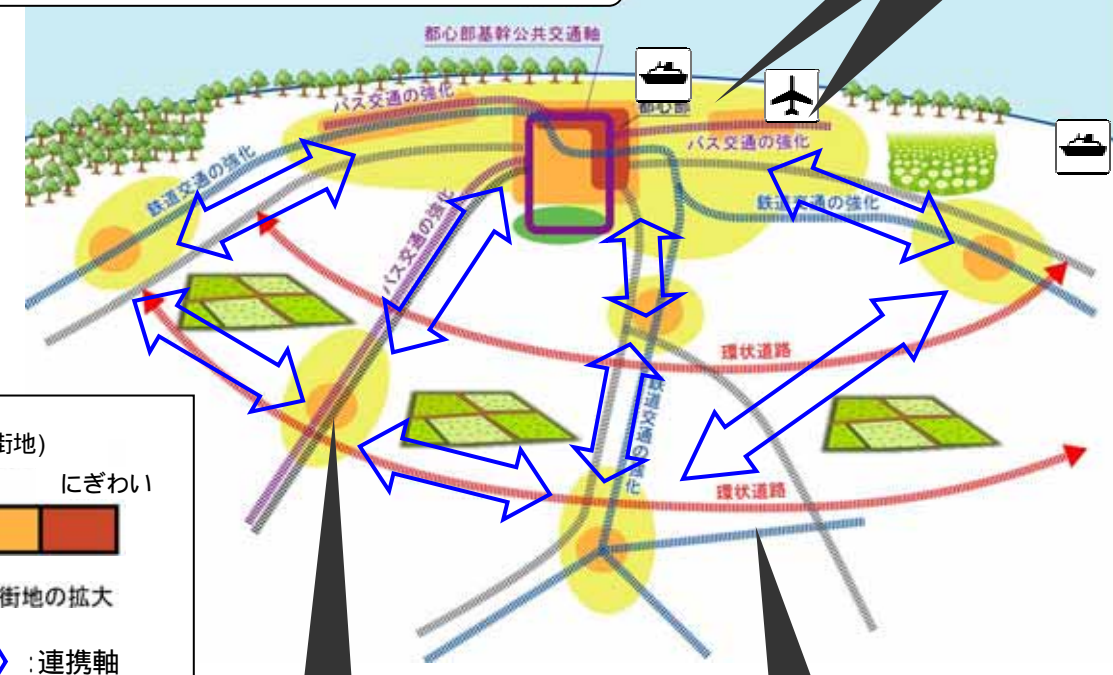 都心部基幹公共交通軸
バス交通の強化
都心部
バス交通の強化
鉄道交通の強化
鉄道交通の強化
バス交通の強化
環状道路
鉄道交通の強化
環状道路
街地)
にぎわい
街地の拡大
:連携軸